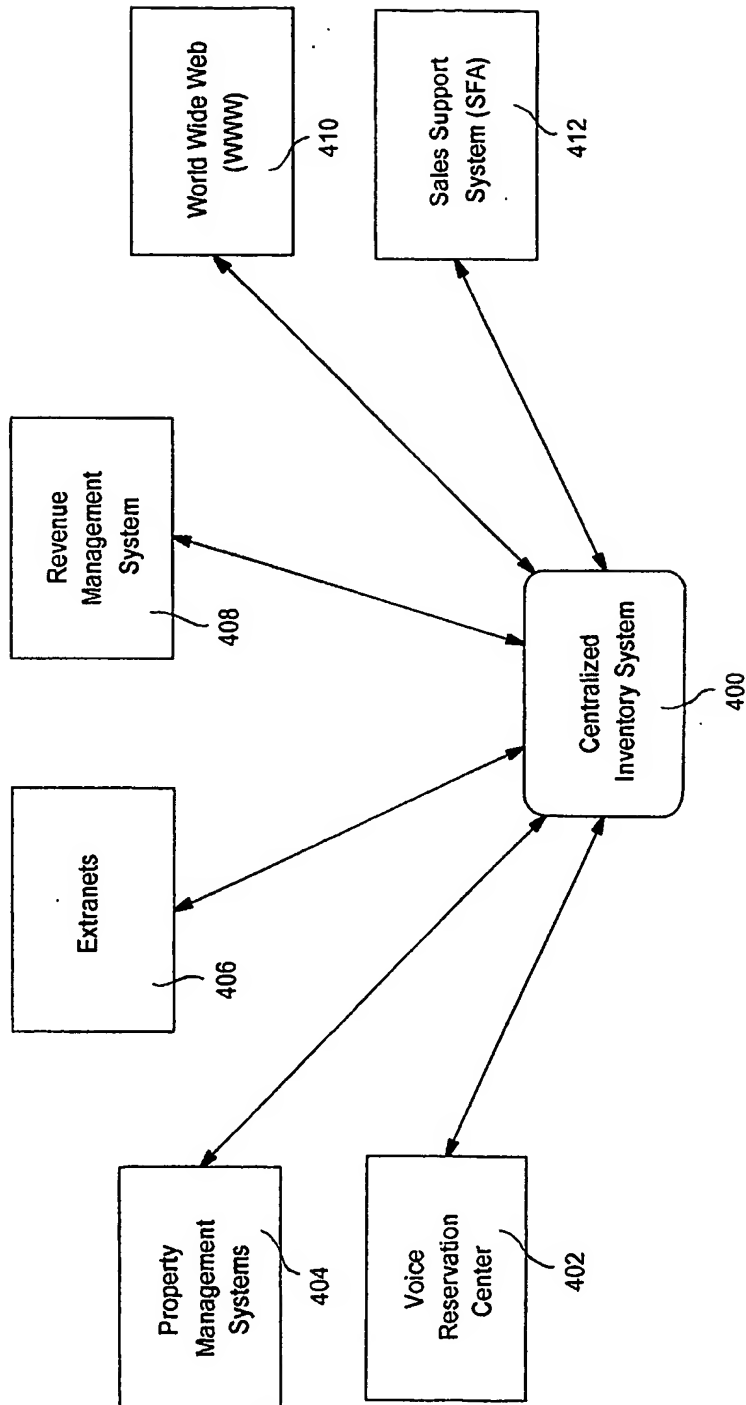 World Wide Web
(WWW)
410
Sales Support
System (SFA)
412
Revenue
Management
System
408
Extranets
406
Property
Management
Systems
404
Voice
Reservation
Center
402
Centralized
Inventory System
400